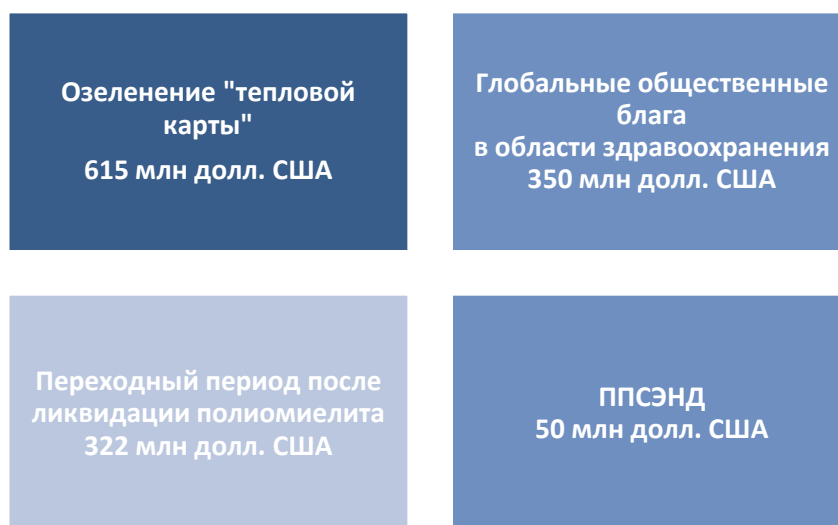 Озеленение "тепловой
карты"
615 млн долл. США
Глобальные общественные
блага
в области здравоохранения
350 млн долл. США
Переходный период после
ликвидации полиомиелита
322 млн долл. США
ППСЭНД
50 млн долл. США